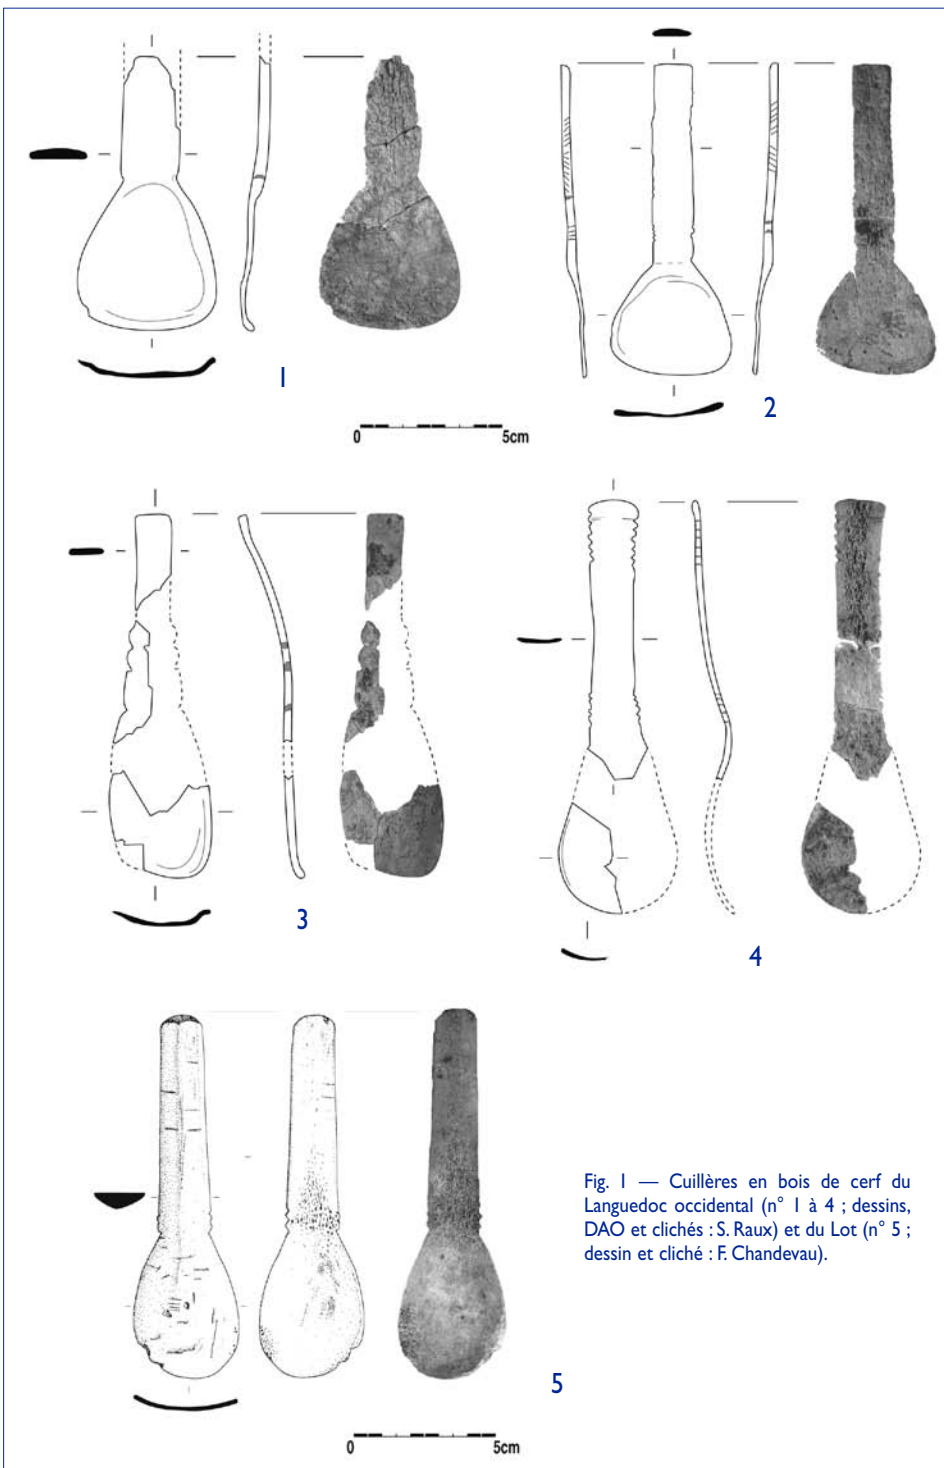 1
2
0 5cm
3
4
Fig. 1 — Cuillères en bois de cerf du
Languedoc occidental (n° 1 à 4 ; dessins,
DAO et clichés : S. Raux) et du Lot (n° 5 ;
dessin et cliché : F. Chandevau).
5
0 5cm